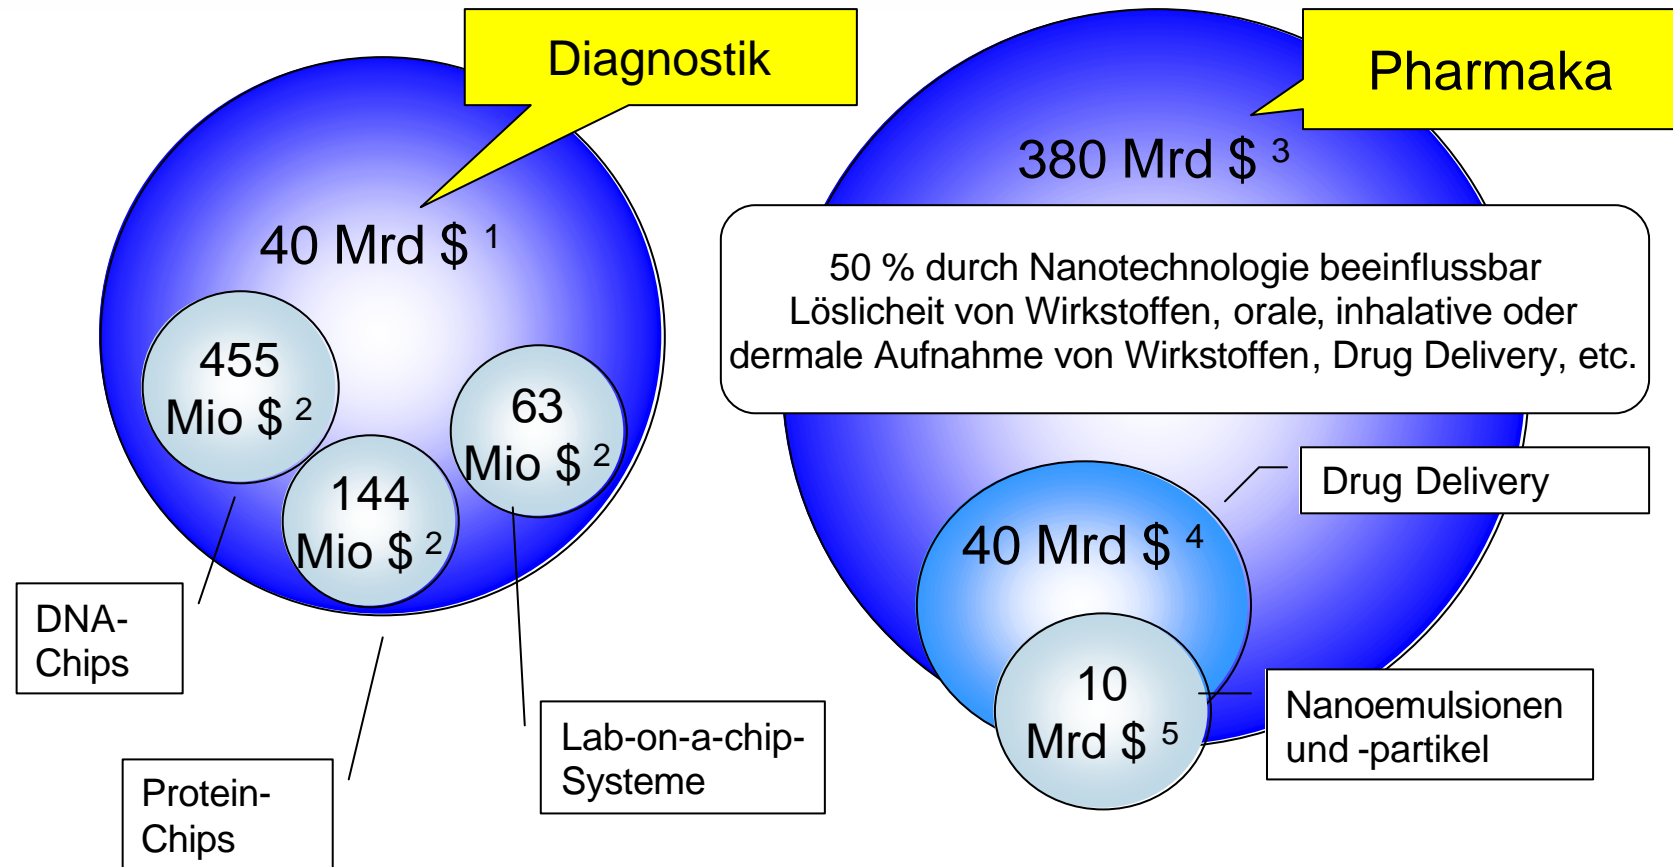 Diagnostik
40 Mrd $ 1
455
Mio $ 2
144
Mio $ 2
63
Mio $ 2
DNA-
Chips
Protein-
Chips
Lab-on-a-chip-
Systeme
Pharmaka
380 Mrd $ 3
50 % durch Nanotechnologie beeinflussbar
Löslicheit von Wirkstoffen, orale, inhalative oder
dermale Aufnahme von Wirkstoffen, Drug Delivery, etc.
Drug Delivery
40 Mrd $ 4
10
Mrd $ 5
Nanoemulsionen
und -partikel